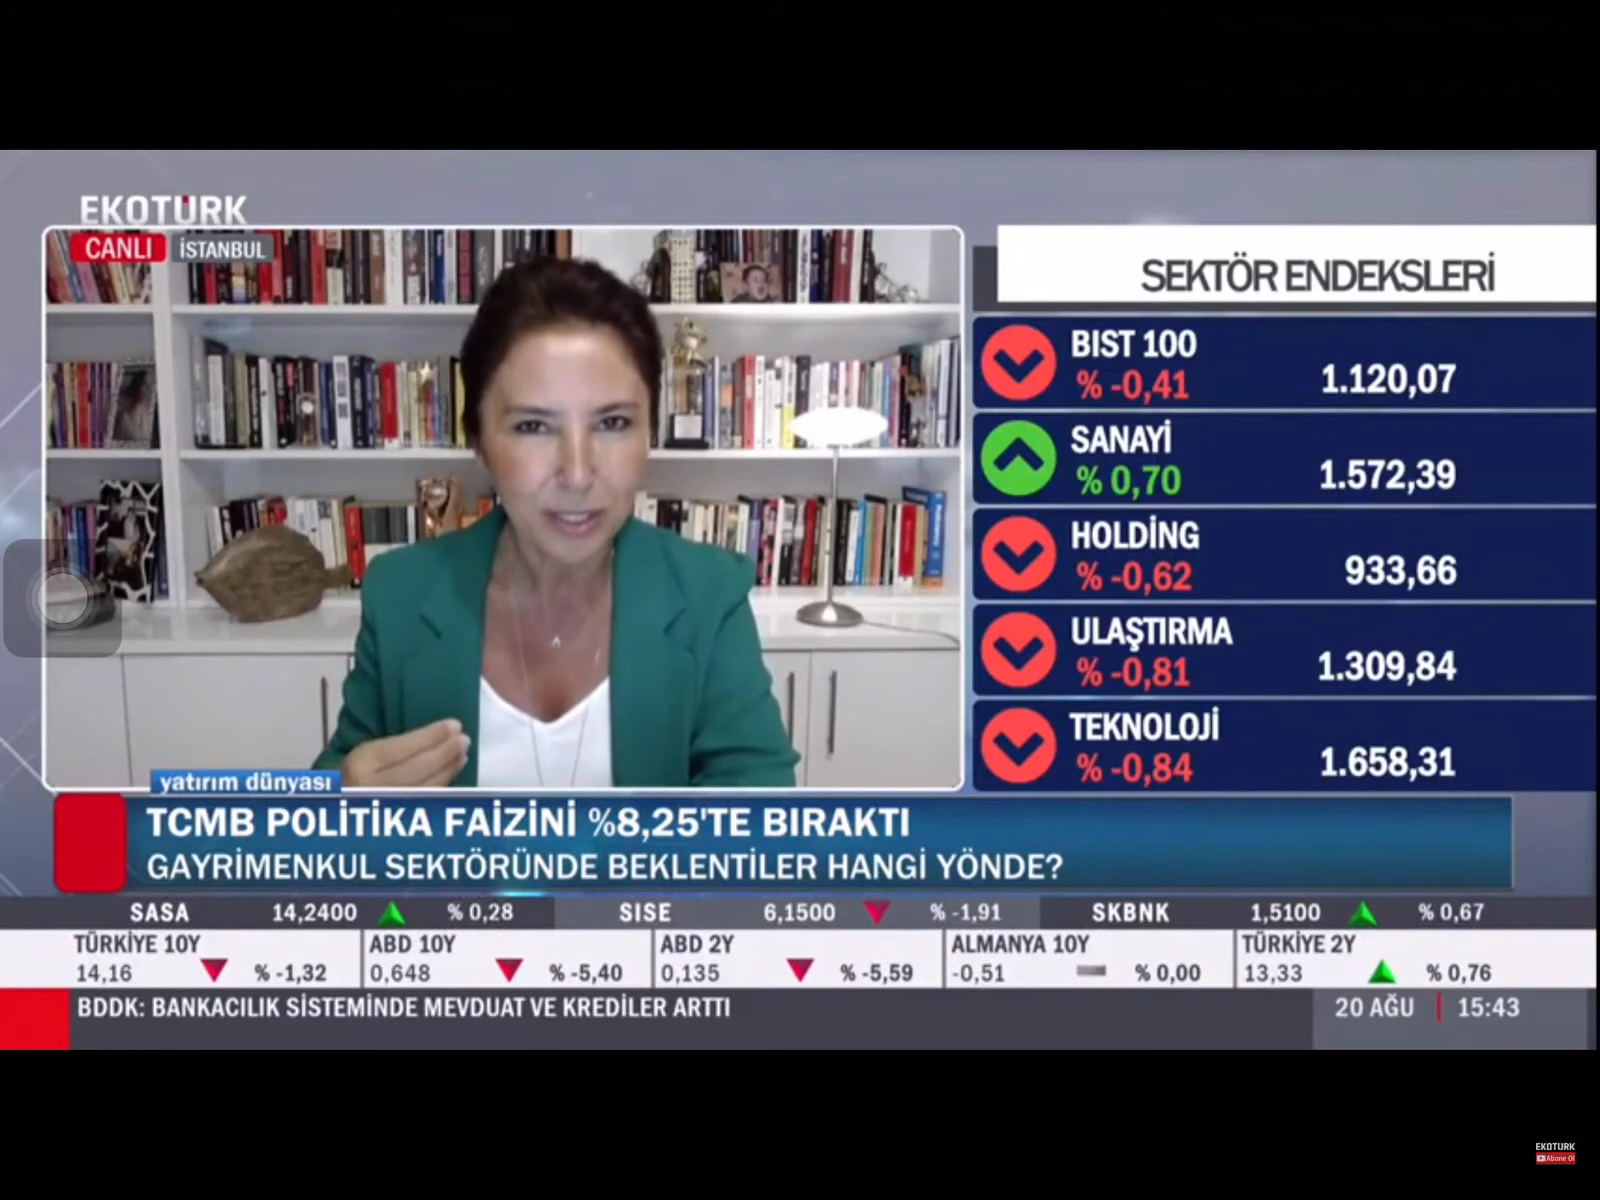 EKOTÜRK
CANLI İSTANBUL
SEKTÖR ENDEKSLERİ
BIST 100
% -0,41 1.120,07
SANAYİ
% 0,70 1.572,39
HOLDİNG
% -0,62 933,66
ULAŞTIRMA
% -0,81 1.309,84
TEKNOLOJİ
% -0,84 1.658,31
yatırım dünyası
TCMB POLİTİKA FAİZİNİ %8,25'TE BIRAKTI
GAYRİMENKUL SEKTÖRÜNDE BEKLENTİLER HANGİ YÖNDE?
SASA 14,2400 % 0,28 SISE 6,1500 % -1,91 SKBNK 1,5100 % 0,67
TÜRKİYE 10Y ABD 10Y ABD 2Y ALMANYA 10Y TÜRKİYE 2Y
14,16 % -1,32 0,648 % -5,40 0,135 % -5,59 -0,51 % 0,00 13,33 % 0,76
BDDK: BANKACILIK SİSTEMİNDE MEVDUAT VE KREDİLER ARTTI
20 AĞU 15:43
EKOTÜRK
Abone Ol